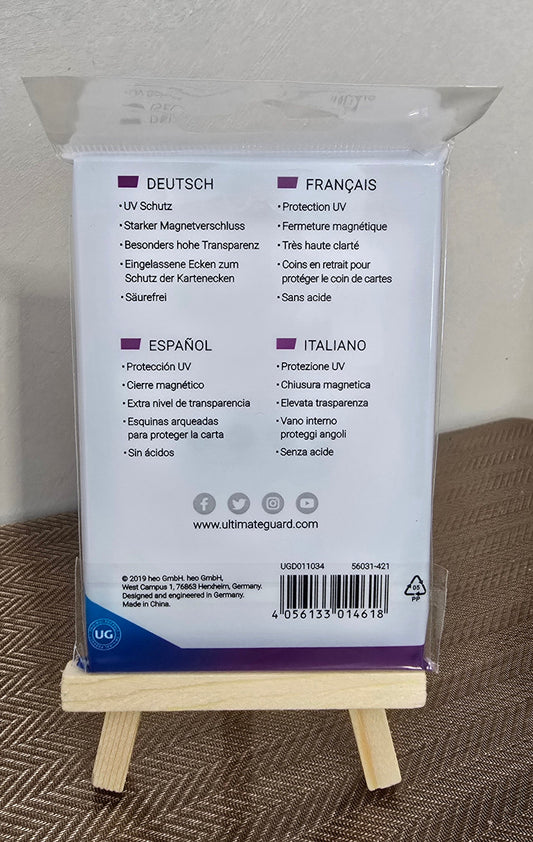 DEUTSCH
• UV Schutz
• Starker Magnetverschluss
• Besonders hohe Transparenz
• Eingelassene Ecken zum
Schutz der Kartenecken
• Säurefrei
FRANÇAIS
• Protection UV
• Fermeture magnétique
• Très haute clarté
• Coins en retrait pour
protéger le coin de cartes
• Sans acide
ESPAÑOL
• Protección UV
• Cierre magnético
• Extra nivel de transparencia
• Esquinas arqueadas
para proteger la carta
• Sin ácidos
ITALIANO
• Protezione UV
• Chiusura magnetica
• Elevata trasparenza
• Vano interno
proteggi angoli
• Senza acide
www.ultimateguard.com
UGD011034 56031-421
© 2019 heo GmbH. heo GmbH,
West Campus 1, 76863 Herxheim, Germany.
Designed and engineered in Germany.
Made in China.
4 056133 014618
05
PP
UG